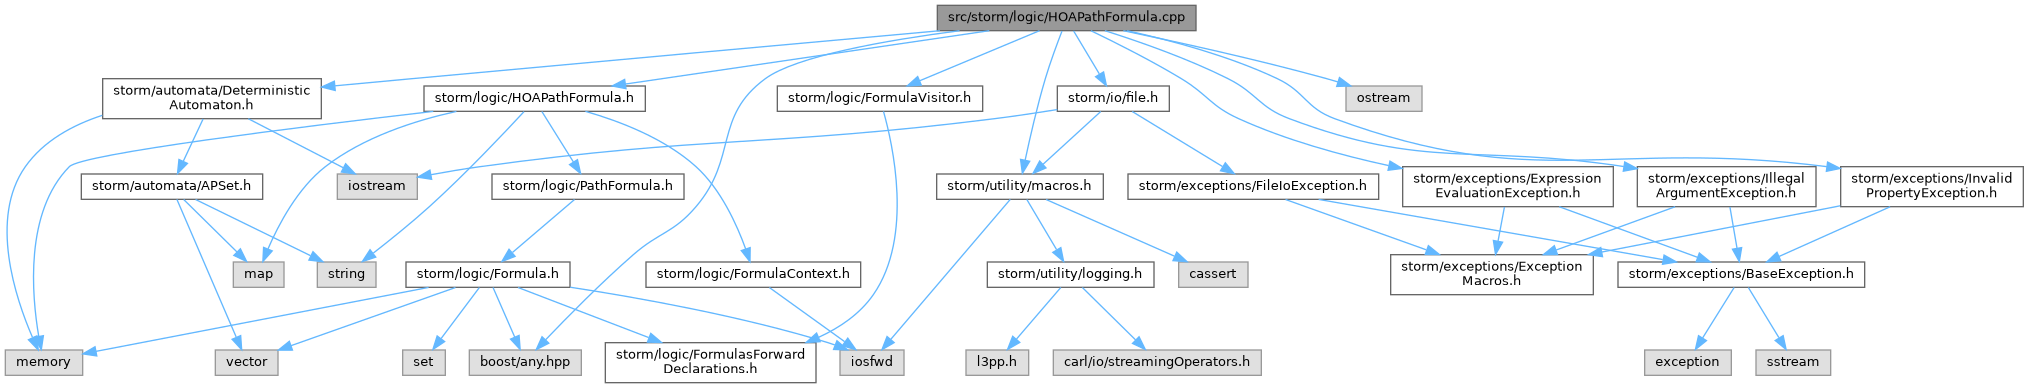 src/storm/logic/HOAPathFormula.cpp
storm/automata/Deterministic
Automaton.h
storm/logic/HOAPathFormula.h
storm/logic/FormulaVisitor.h
storm/io/file.h
ostream
storm/automata/APSet.h
iostream
storm/logic/PathFormula.h
storm/utility/macros.h
storm/exceptions/FileIoException.h
storm/exceptions/Expression
EvaluationException.h
storm/exceptions/Illegal
ArgumentException.h
storm/exceptions/Invalid
PropertyException.h
map
string
storm/logic/Formula.h
storm/logic/FormulaContext.h
storm/utility/logging.h
cassert
storm/exceptions/Exception
Macros.h
storm/exceptions/BaseException.h
memory
vector
set
boost/any.hpp
storm/logic/FormulasForward
Declarations.h
iosfwd
l3pp.h
carl/io/streamingOperators.h
exception
sstream